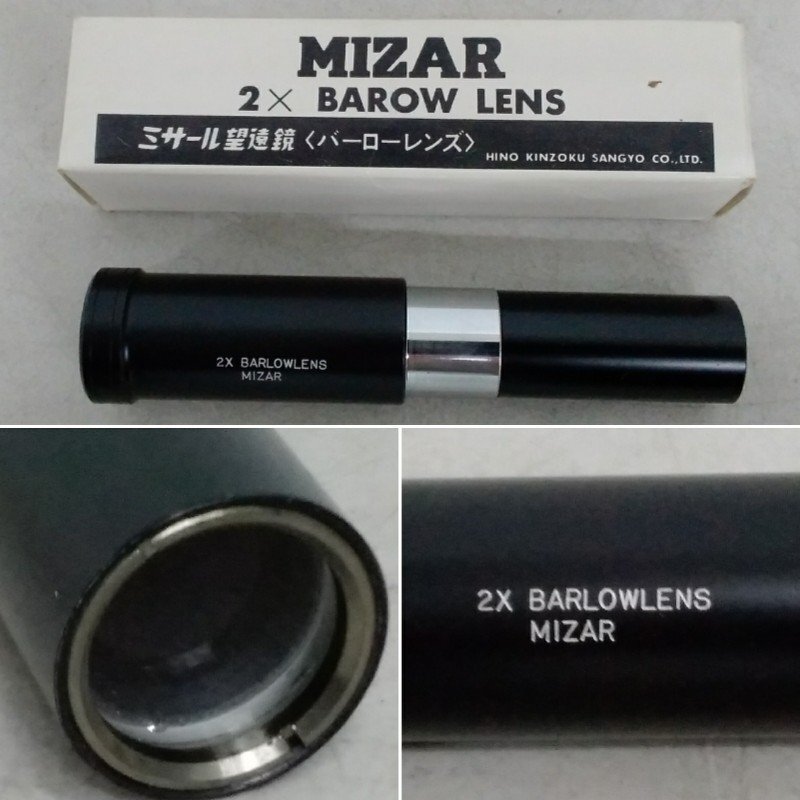 MIZAR
2× BAROW LENS
ミザール望遠鏡〈バーローレンズ〉 HINO KINZOKU SANGYO CO.,LTD.
2X BARLOWLENS
MIZAR
2X BARLOWLENS
MIZAR